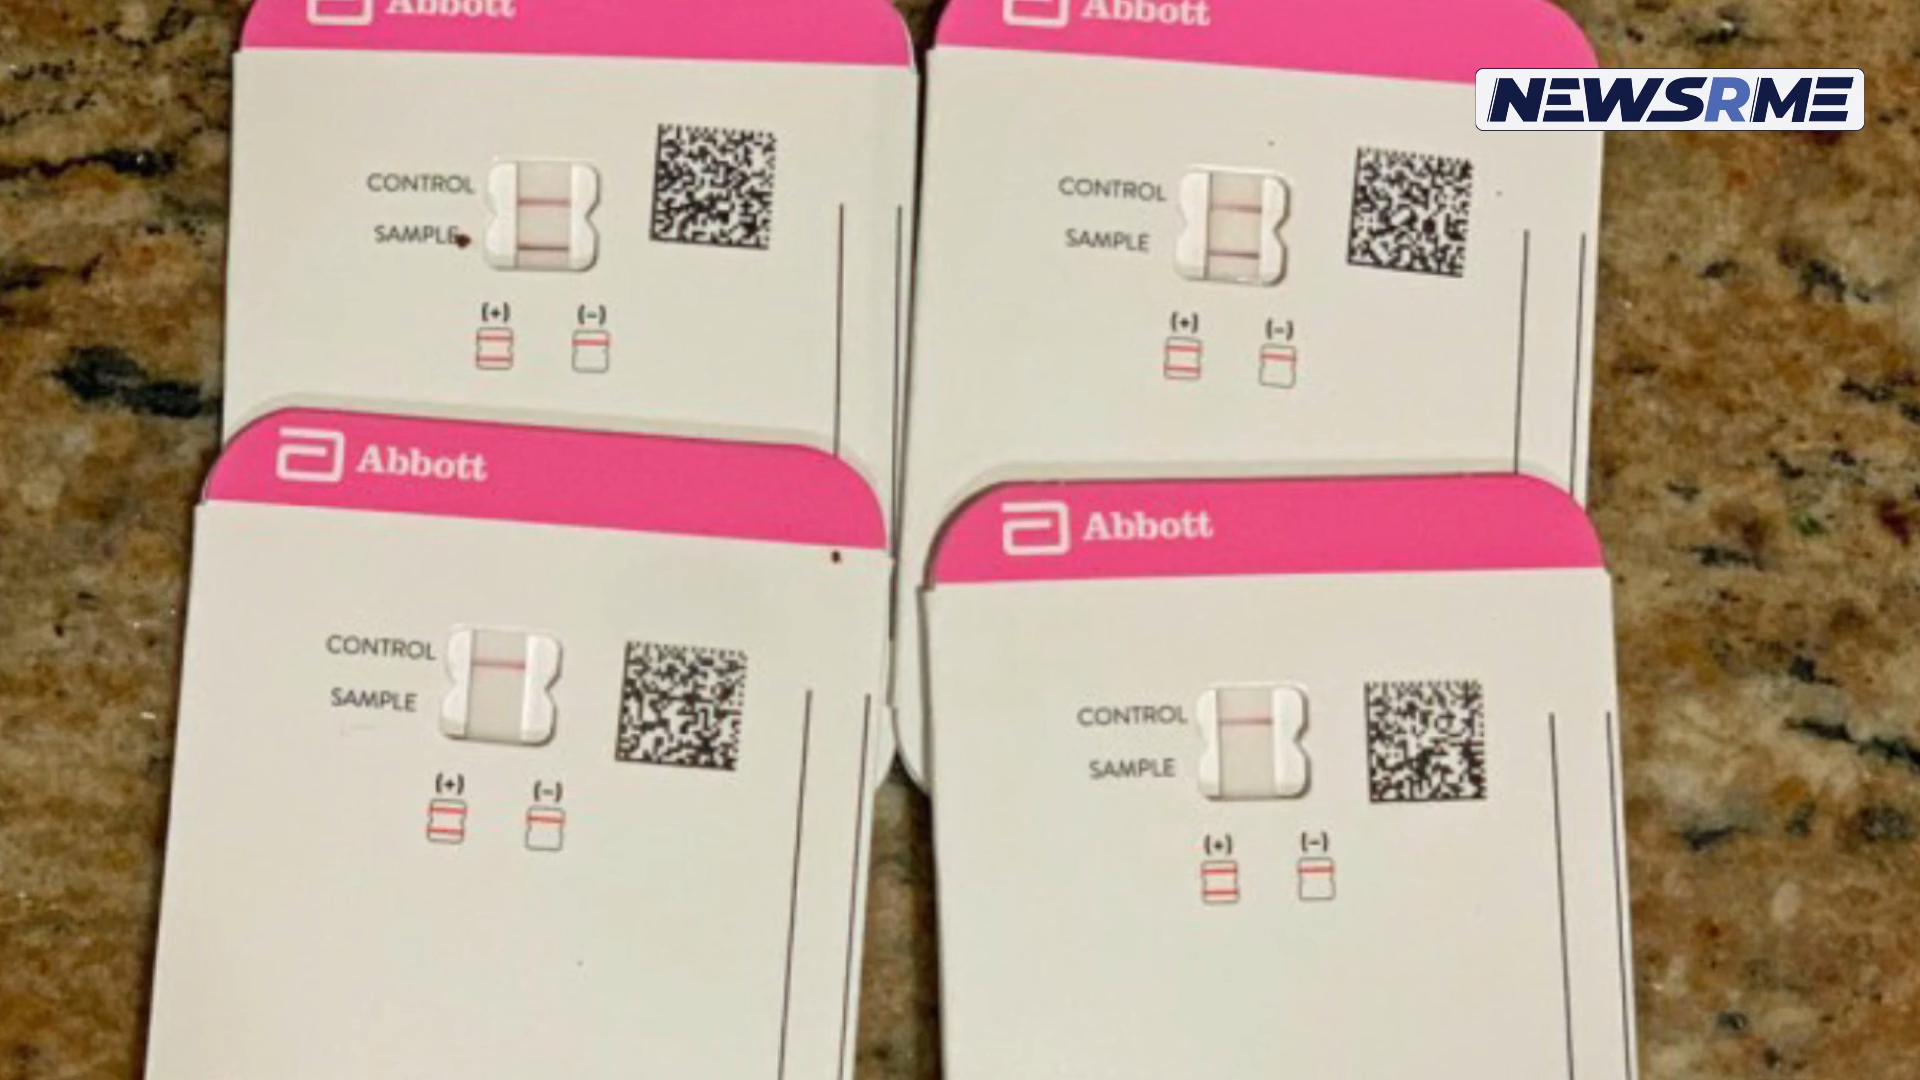 Abbott
CONTROL
SAMPLE
(+) (-)
Abbott
NEWSRME
CONTROL
SAMPLE
(+) (-)
Abbott
CONTROL
SAMPLE
(+) (-)
Abbott
CONTROL
SAMPLE
(+) (-)